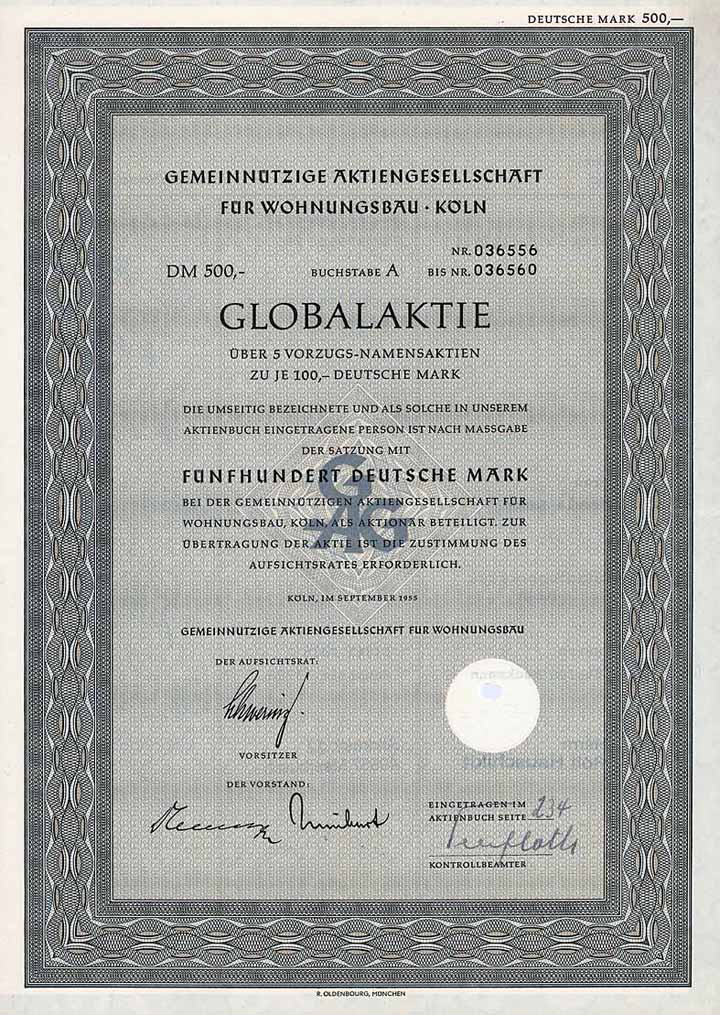 DEUTSCHE MARK 500,—
GEMEINNÜTZIGE AKTIENGESELLSCHAFT
FÜR WOHNUNGSBAU · KÖLN
NR. 036556
DM 500,- BUCHSTABE A BIS NR. 036560
GLOBALAKTIE
ÜBER 5 VORZUGS-NAMENSAKTIEN
ZU JE 100,– DEUTSCHE MARK
DIE UMSEITIG BEZEICHNETE UND ALS SOLCHE IN UNSEREM
AKTIENBUCH EINGETRAGENE PERSON IST NACH MASSGABE
DER SATZUNG MIT
FÜNFHUNDERT DEUTSCHE MARK
BEI DER GEMEINNÜTZIGEN AKTIENGESELLSCHAFT FÜR
WOHNUNGSBAU, KÖLN, ALS AKTIONÄR BETEILIGT. ZUR
ÜBERTRAGUNG DER AKTIE IST DIE ZUSTIMMUNG DES
AUFSICHTSRATES ERFORDERLICH.
G
AG
KÖLN, IM SEPTEMBER 1955
GEMEINNÜTZIGE AKTIENGESELLSCHAFT FÜR WOHNUNGSBAU
DER AUFSICHTSRAT:
VORSITZER
DER VORSTAND:
EINGETRAGEN IM
AKTIENBUCH SEITE 234
KONTROLLBEAMTER
R. OLDENBOURG, MÜNCHEN